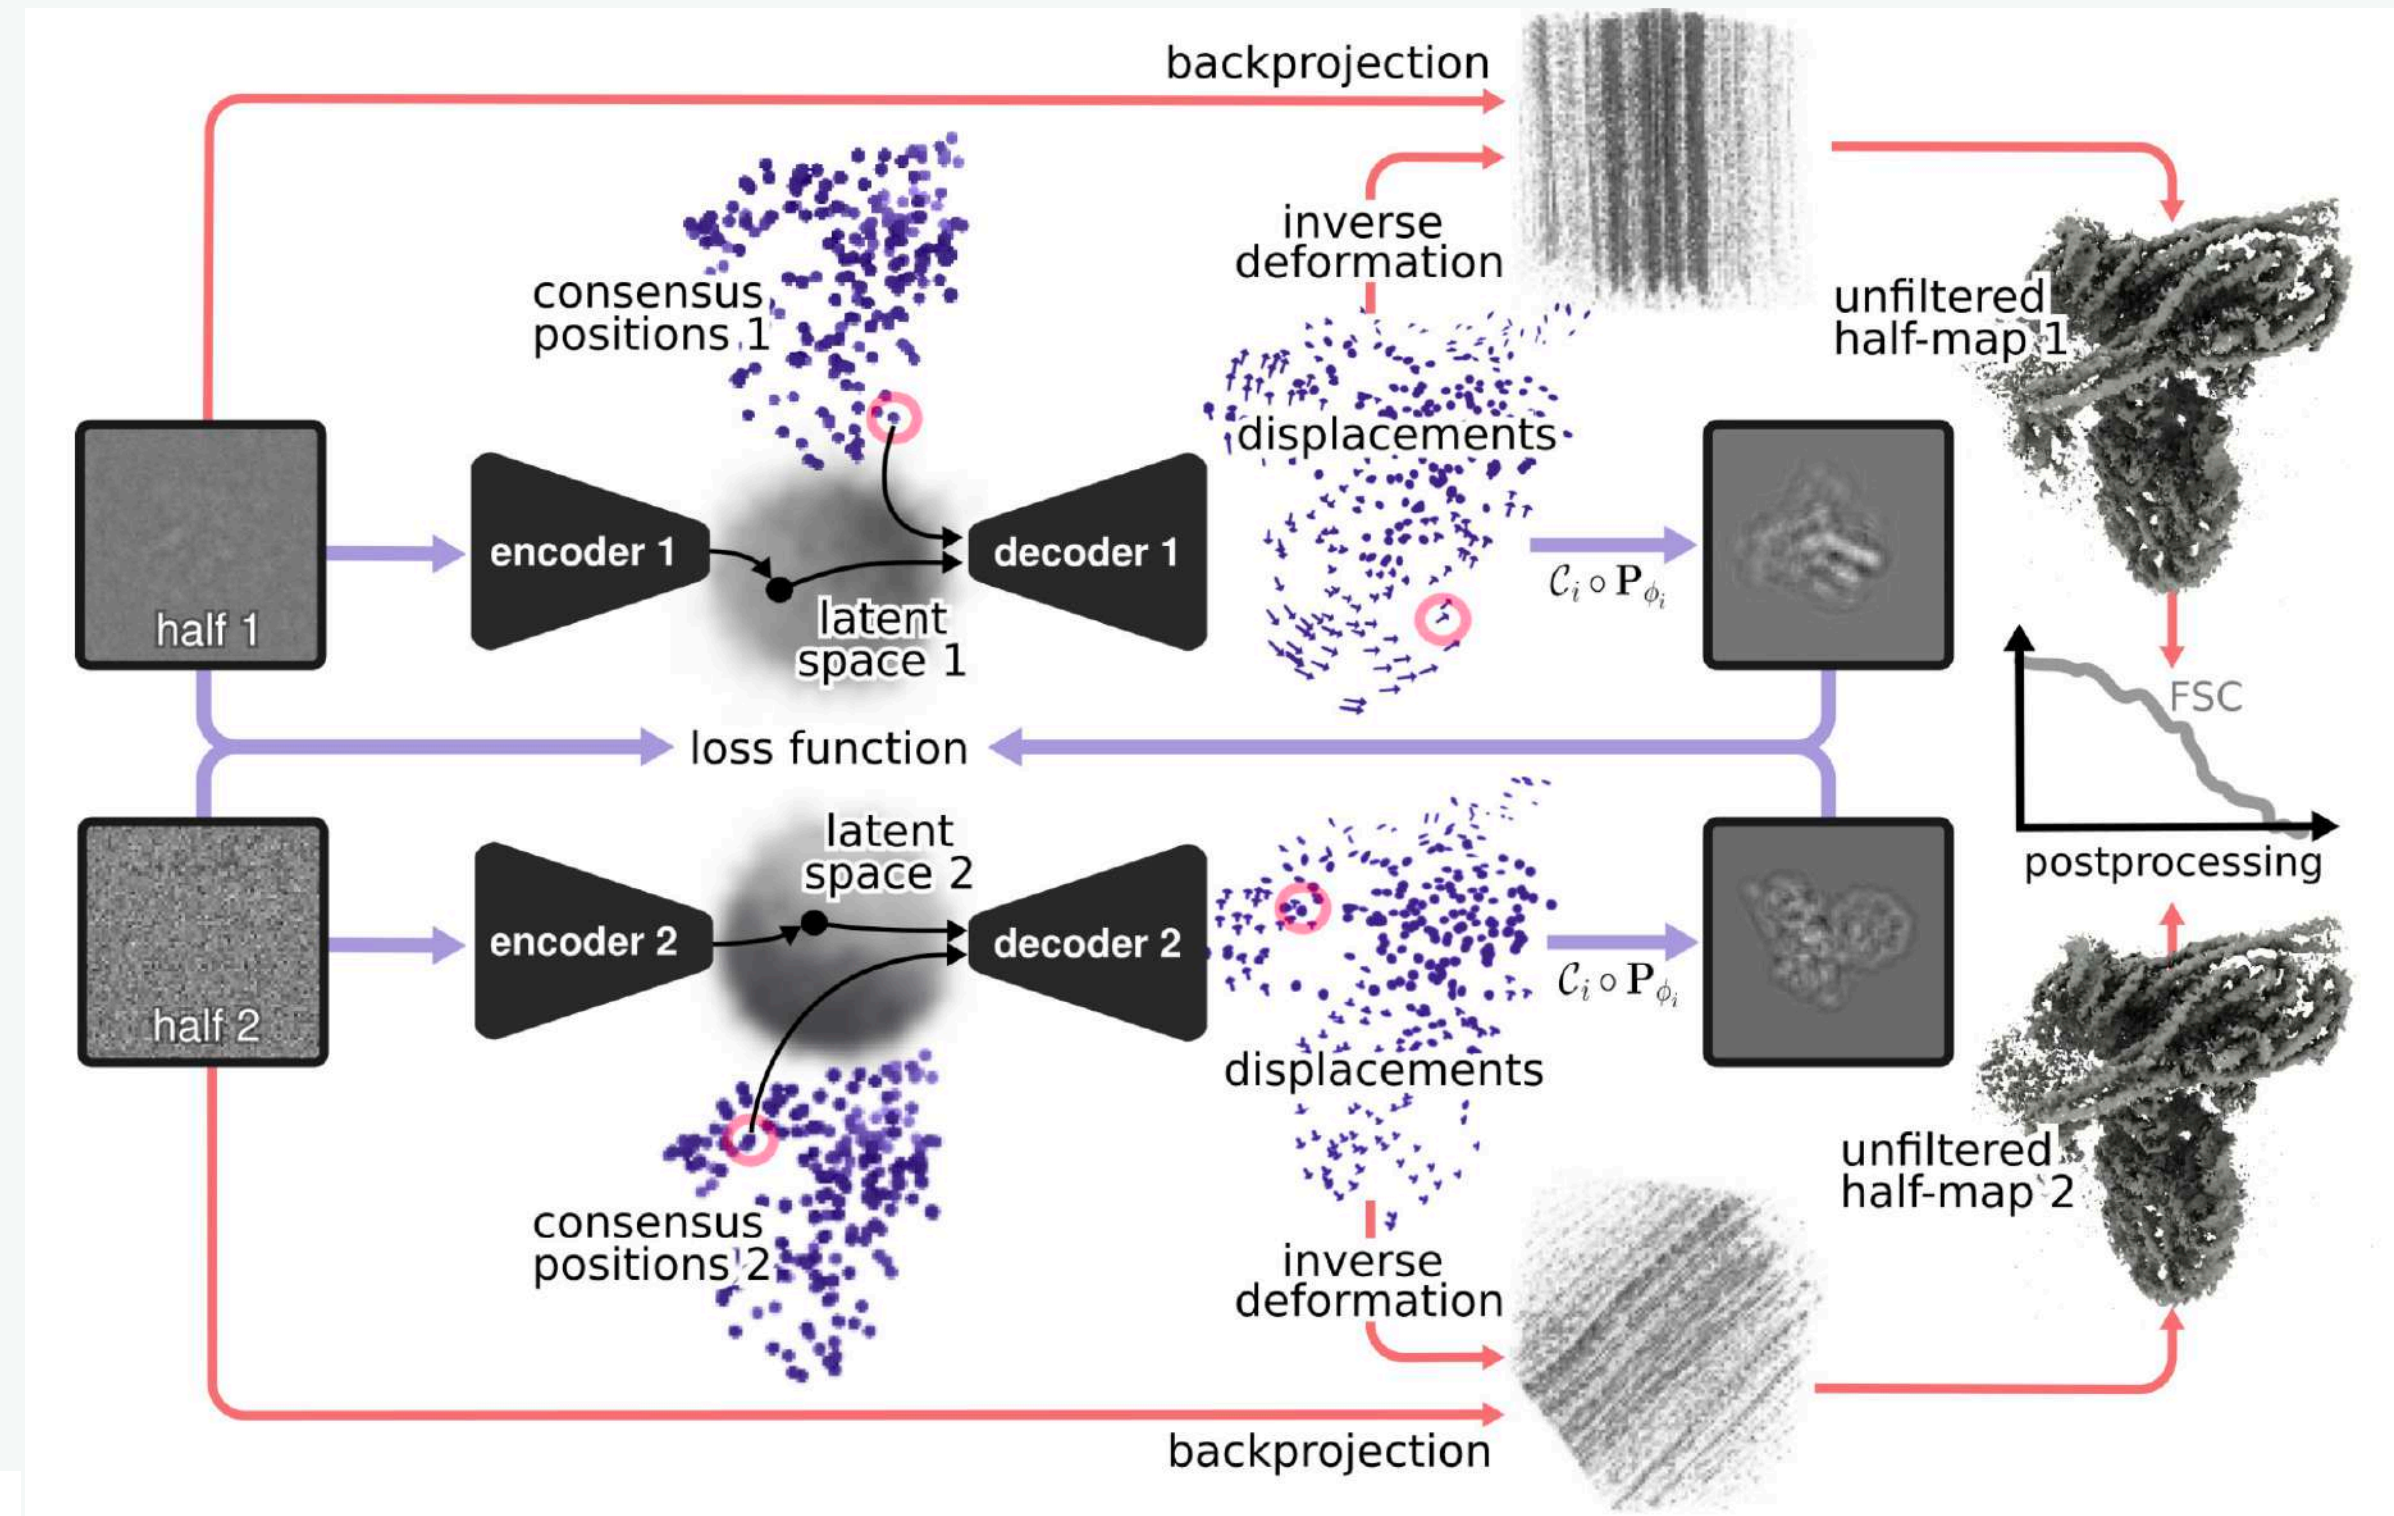 backprojection
inverse
deformation
consensus
positions 1
unfiltered
half-map 1
displacements
half 1
encoder 1
decoder 1
latent
space 1
𝒞ᵢ ∘ P_ϕᵢ
FSC
loss function
latent
space 2
postprocessing
half 2
encoder 2
decoder 2
𝒞ᵢ ∘ P_ϕᵢ
displacements
consensus
positions 2
unfiltered
half-map 2
inverse
deformation
backprojection